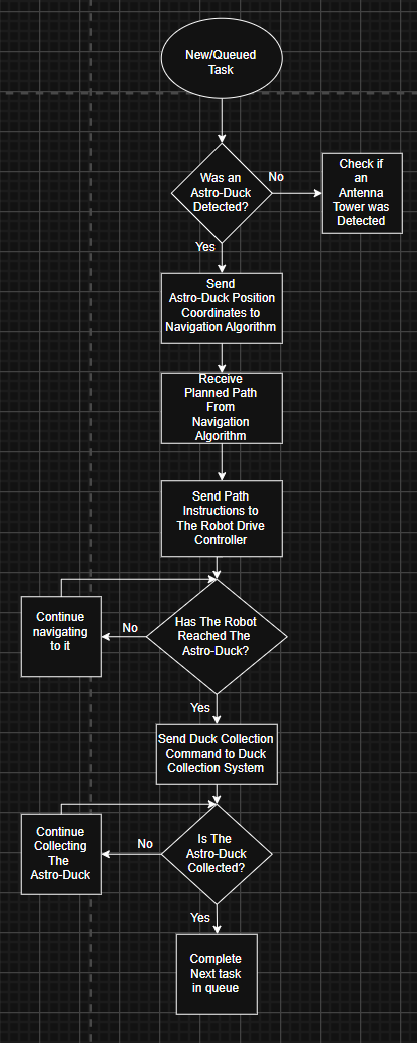 New/Queued
Task
Was an
Astro-Duck
Detected?
No
Check if
an
Antenna
Tower was
Detected
Yes
Send
Astro-Duck Position
Coordinates to
Navigation Algorithm
Receive
Planned Path
From
Navigation
Algorithm
Send Path
Instructions to
The Robot Drive
Controller
Has The Robot
Reached The
Astro-Duck?
No
Continue
navigating
to it
Yes
Send Duck Collection
Command to Duck
Collection System
Is The
Astro-Duck
Collected?
No
Continue
Collecting
The
Astro-Duck
Yes
Complete
Next task
in queue